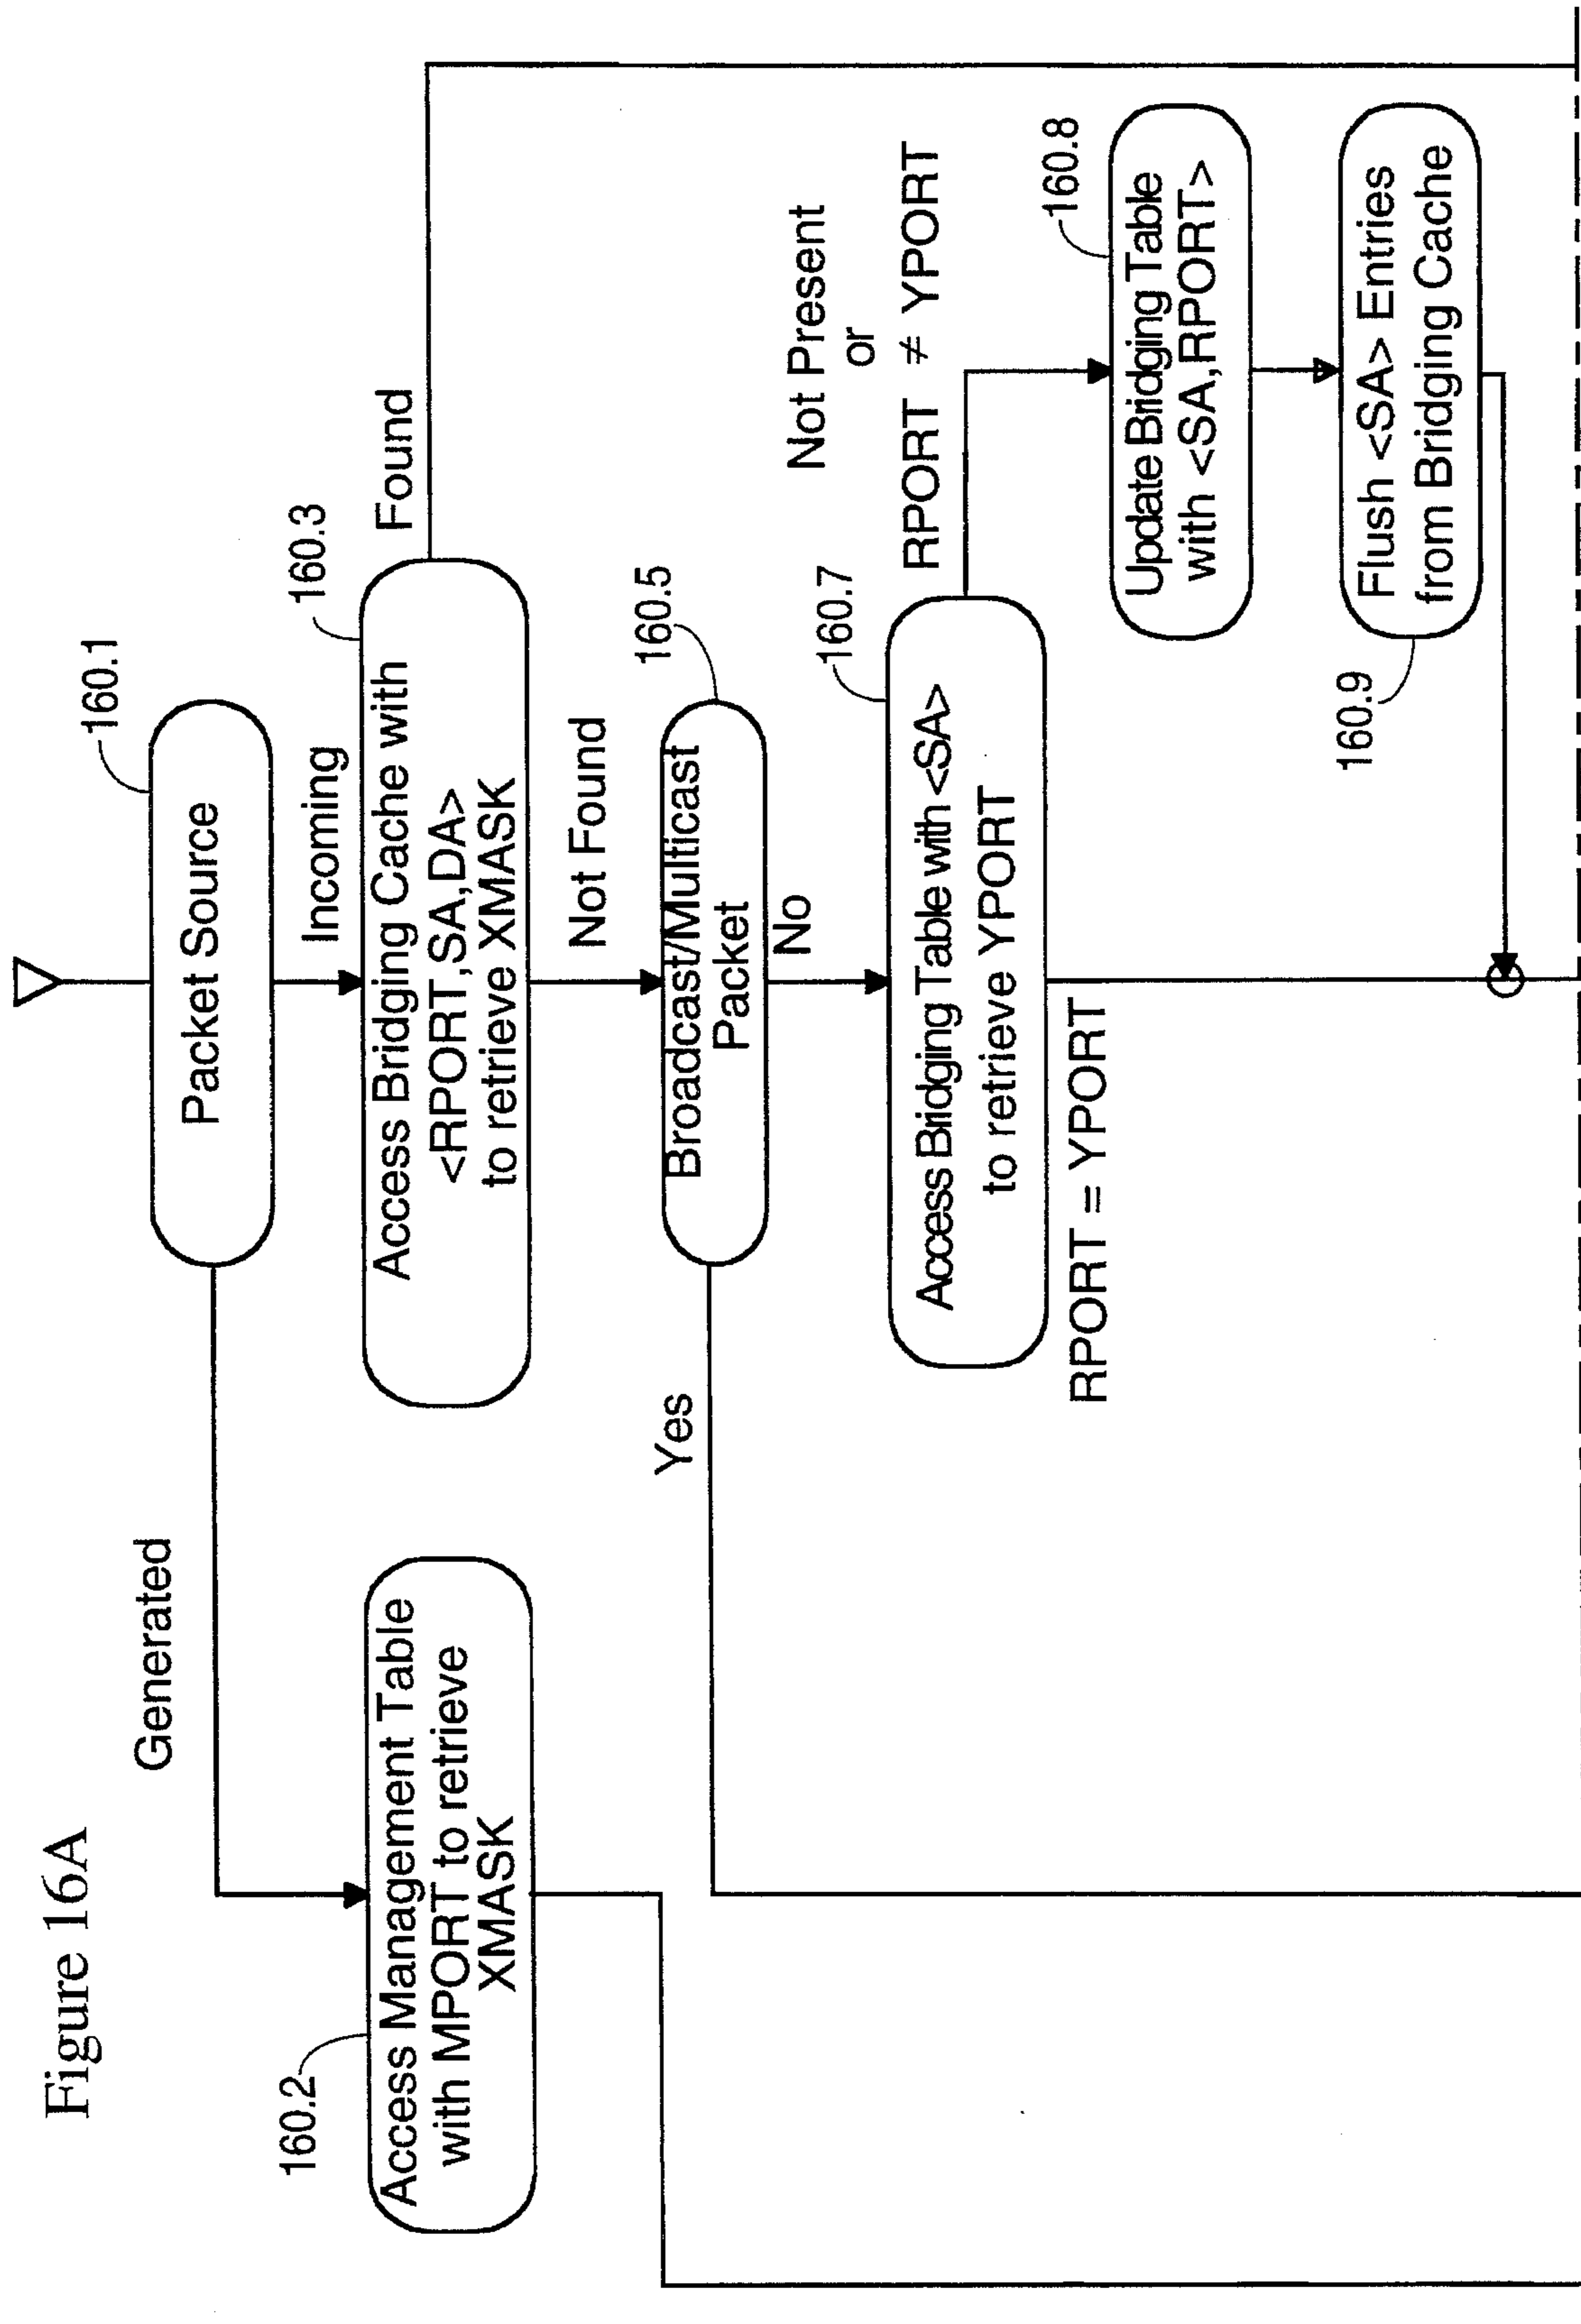 Figure 16A
160.1
Packet Source
Generated
Incoming
160.2
Access Management Table
with MPORT to retrieve
XMASK
160.3
Access Bridging Cache with
<RPORT,SA,DA>
to retrieve XMASK
Found
Not Found
160.5
Broadcast/Multicast
Packet
Yes
No
160.7
Access Bridging Table with <SA>
to retrieve YPORT
Not Present
or
RPORT ≠ YPORT
RPORT = YPORT
160.8
Update Bridging Table
with <SA,RPORT>
160.9
Flush <SA> Entries
from Bridging Cache